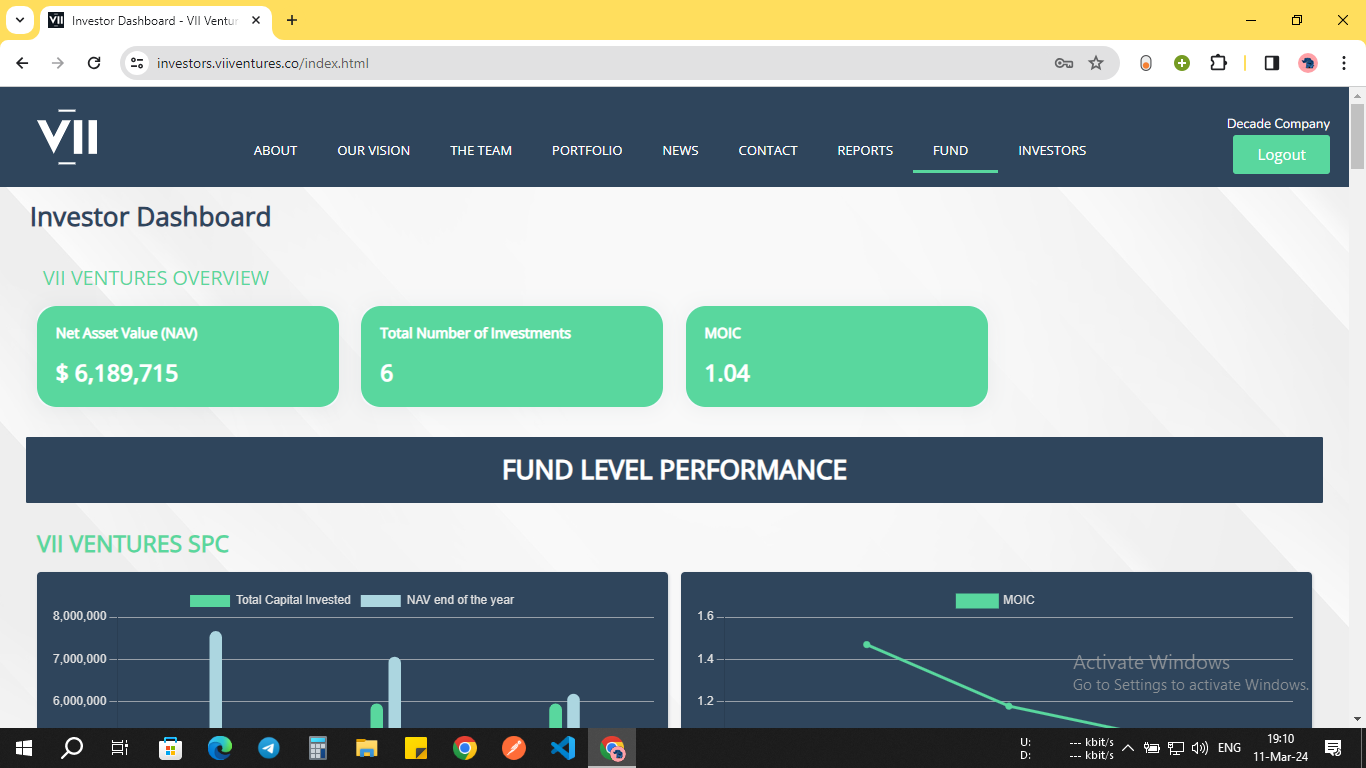 VII
Investor Dashboard - VII Ventur
investors.viiventures.co/index.html
VII
ABOUT
OUR VISION
THE TEAM
PORTFOLIO
NEWS
CONTACT
REPORTS
FUND
INVESTORS
Decade Company
Logout
Investor Dashboard
VII VENTURES OVERVIEW
Net Asset Value (NAV)
$ 6,189,715
Total Number of Investments
6
MOIC
1.04
FUND LEVEL PERFORMANCE
VII VENTURES SPC
Total Capital Invested
NAV end of the year
8,000,000
7,000,000
6,000,000
MOIC
1.6
1.4
1.2
Activate Windows
Go to Settings to activate Windows.
U: --- kbit/s
D: --- kbit/s
ENG
19:10
11-Mar-24